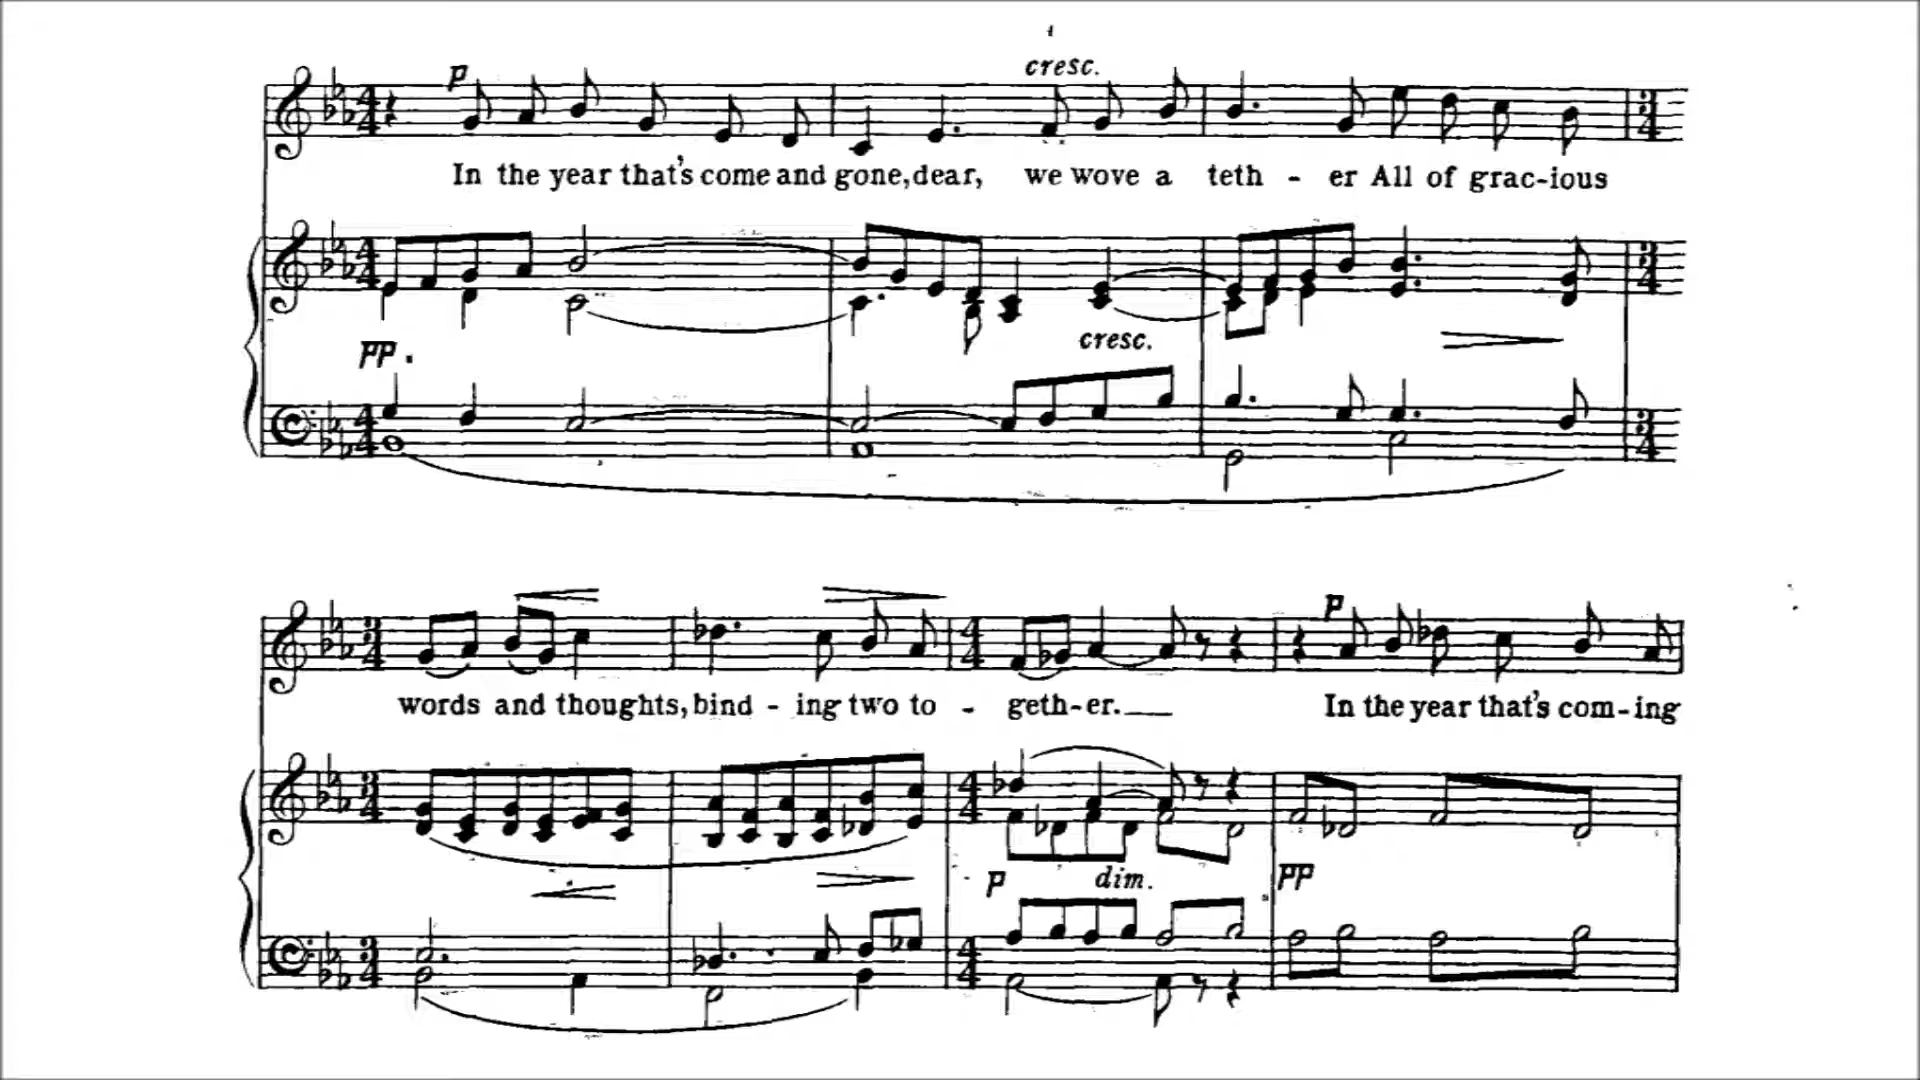 p
cresc.
In the year that's come and gone, dear, we wove a teth - er All of grac-ious
pp
cresc.
words and thoughts, bind - ing two to - geth-er. In the year that's com-ing
p
p dim. pp